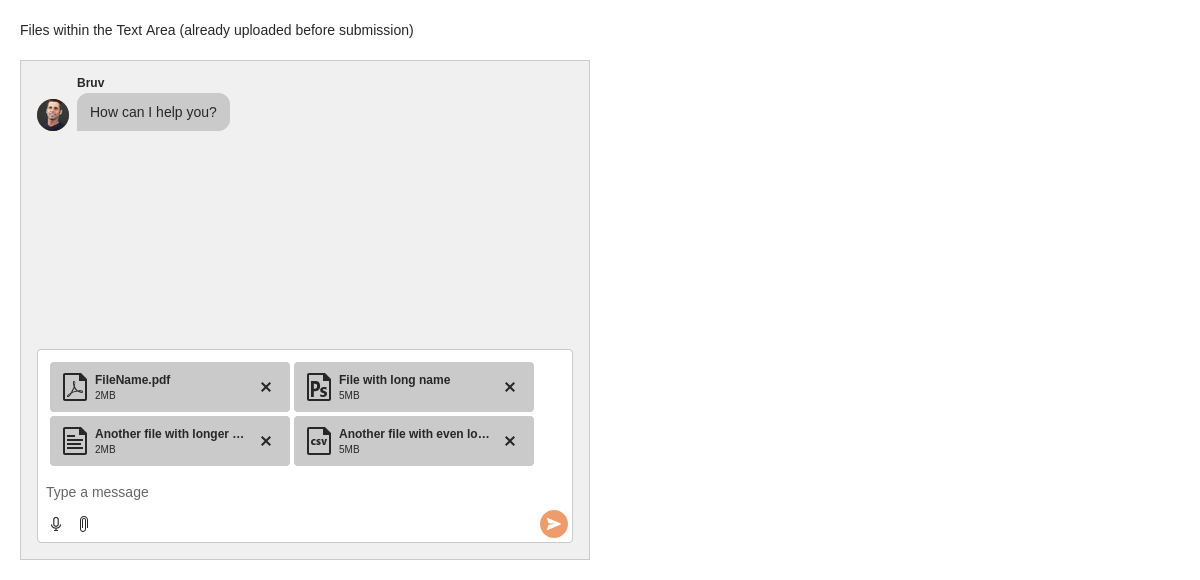 Files within the Text Area (already uploaded before submission)
Bruv
How can I help you?
FileName.pdf
2MB
Ps
File with long name
5MB
Another file with longer ...
2MB
csv
Another file with even lo...
5MB
Type a message